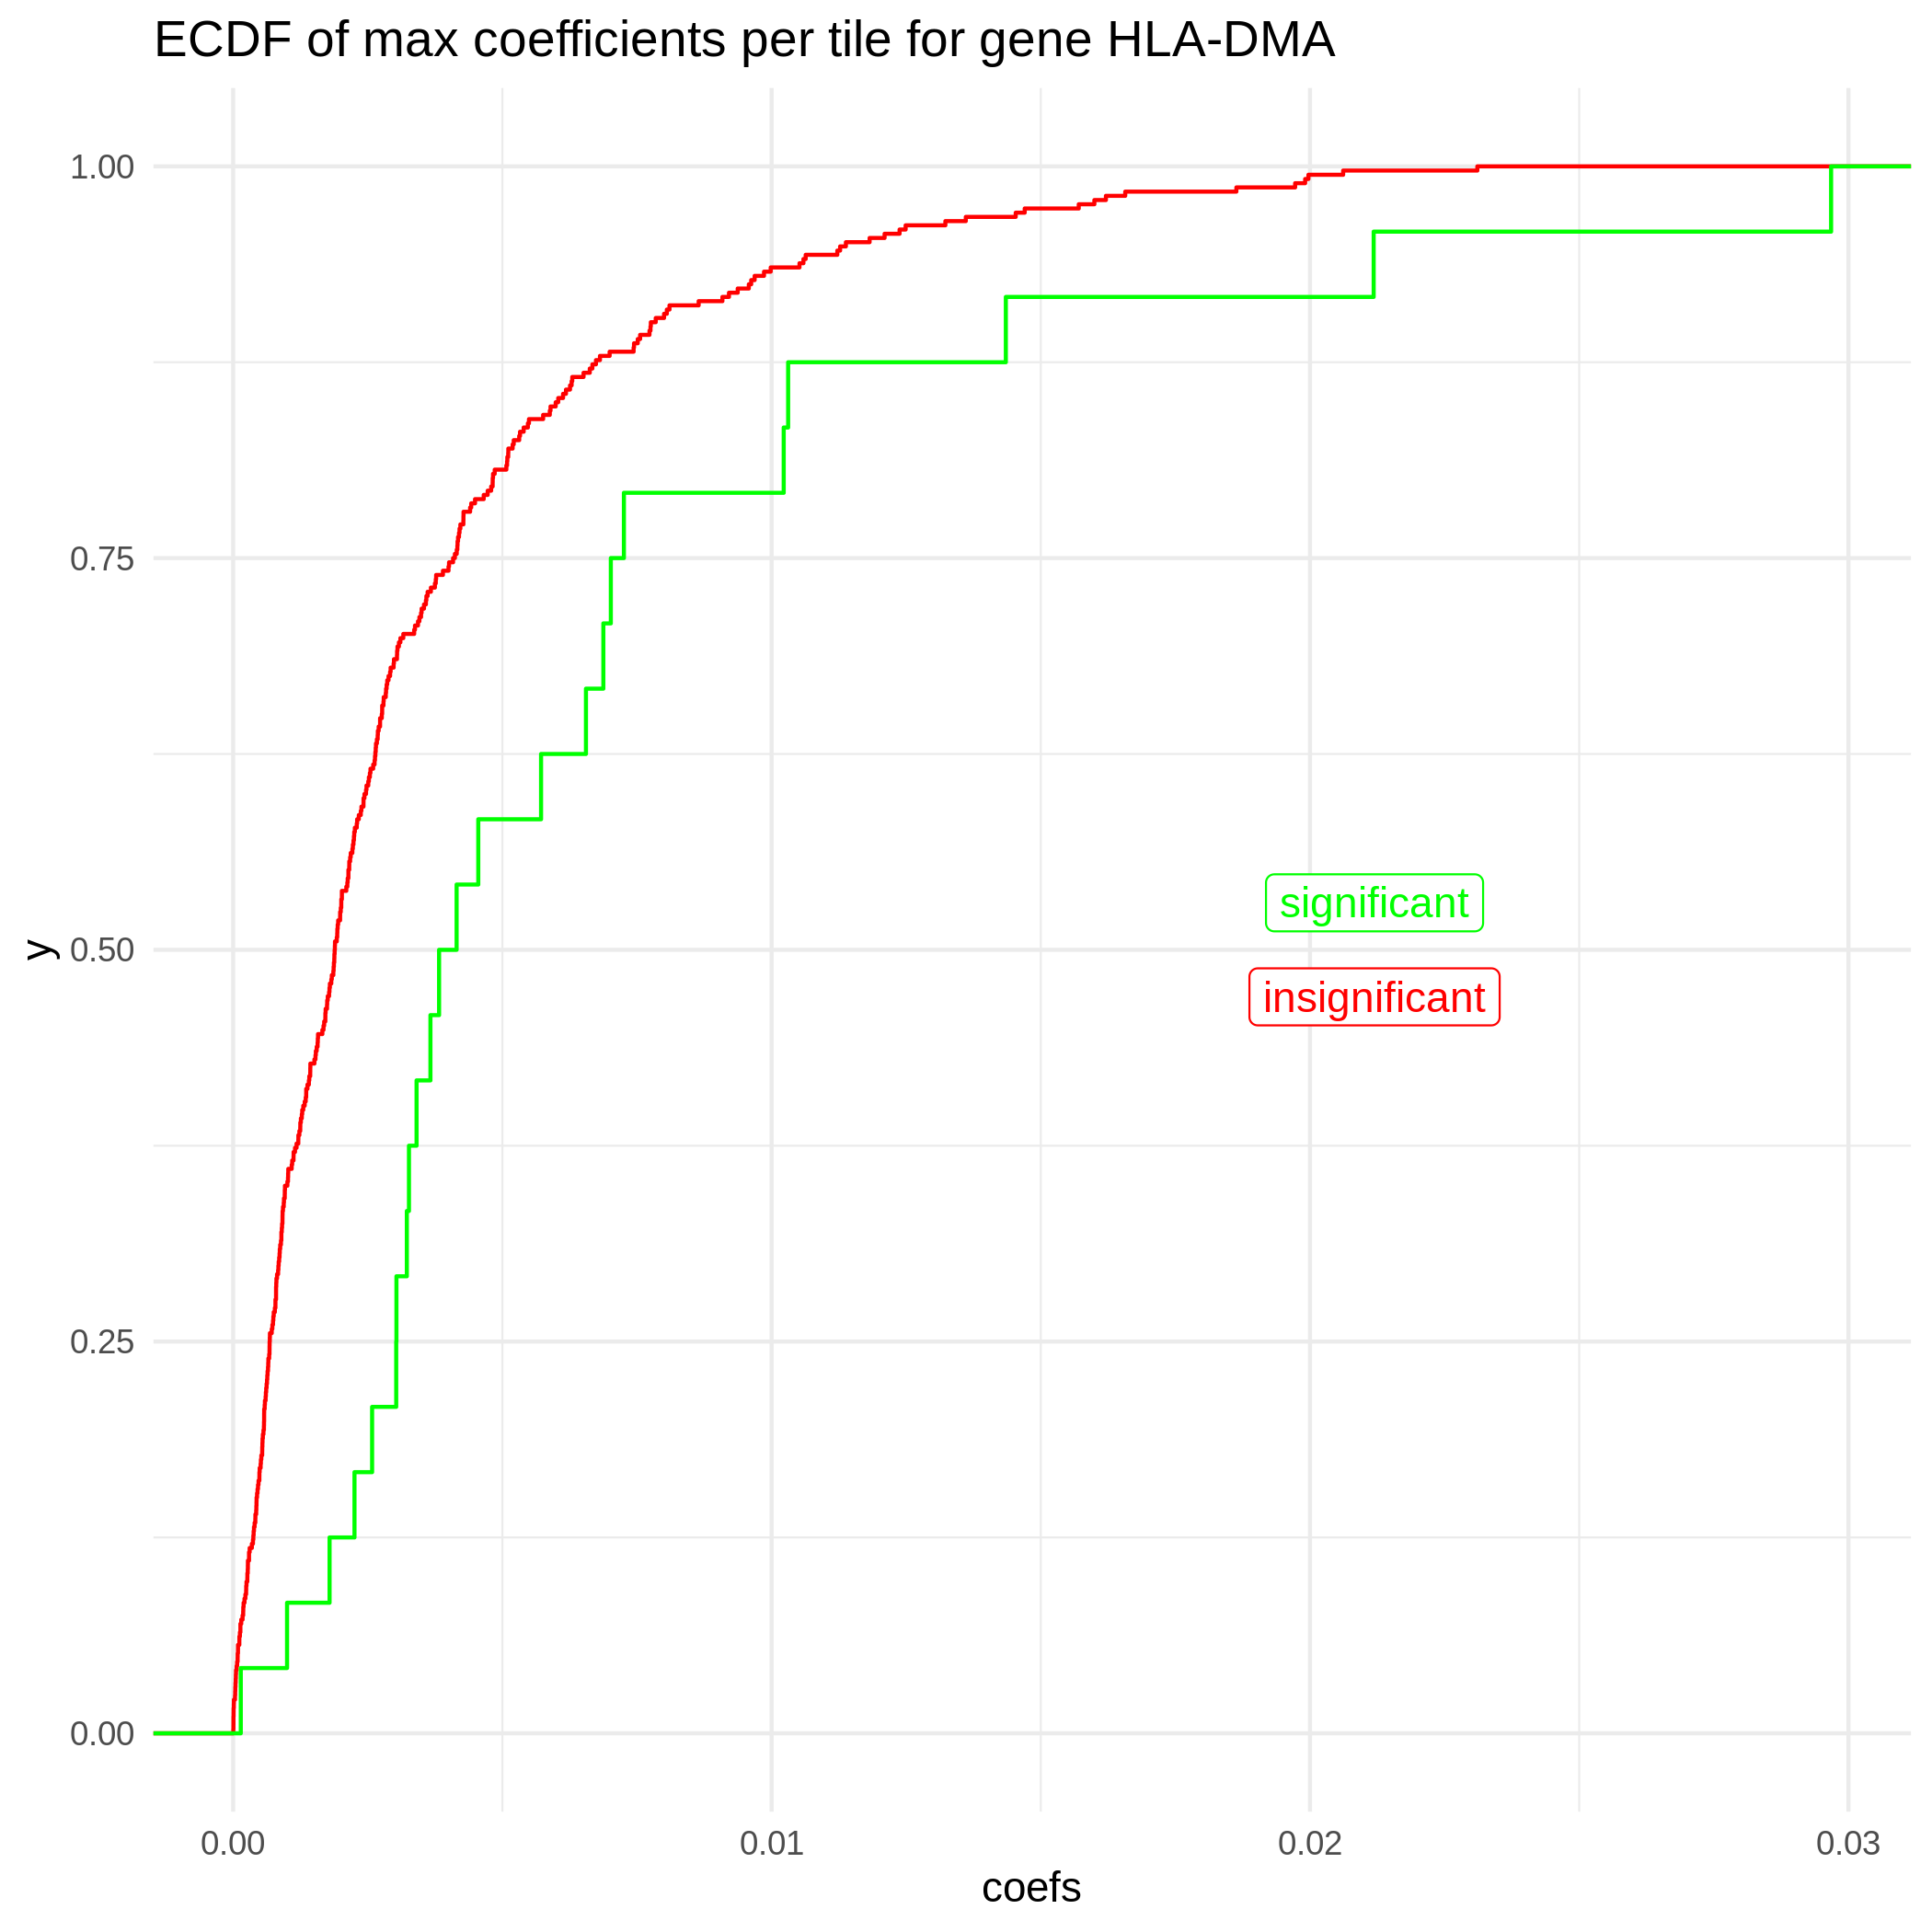 ECDF of max coefficients per tile for gene HLA-DMA
1.00
0.75
0.50
0.25
0.00
y
significant
insignificant
0.00 0.01 0.02 0.03
coefs